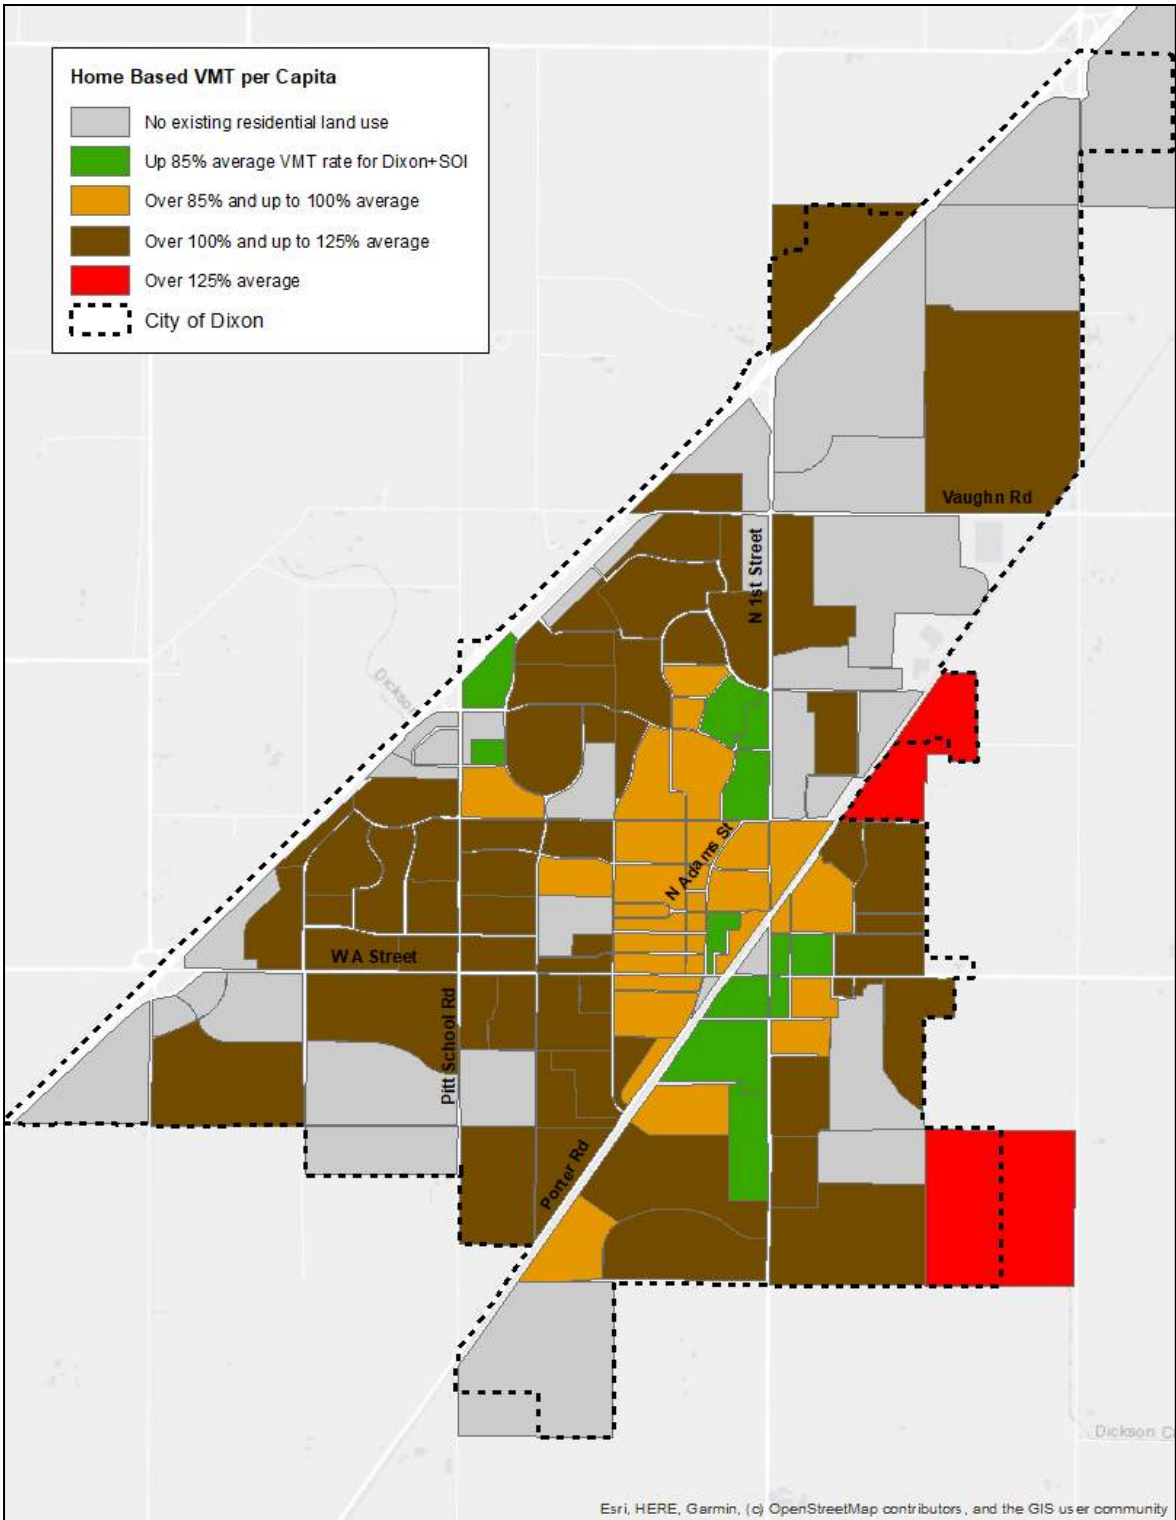 Home Based VMT per Capita
No existing residential land use
Up 85% average VMT rate for Dixon+SOI
Over 85% and up to 100% average
Over 100% and up to 125% average
Over 125% average
City of Dixon
Vaughn Rd
N 1st Street
Dickson
N Adams St
W A Street
Pitt School Rd
Porter Rd
Dickson C
Esri, HERE, Garmin, (c) OpenStreetMap contributors, and the GIS user community